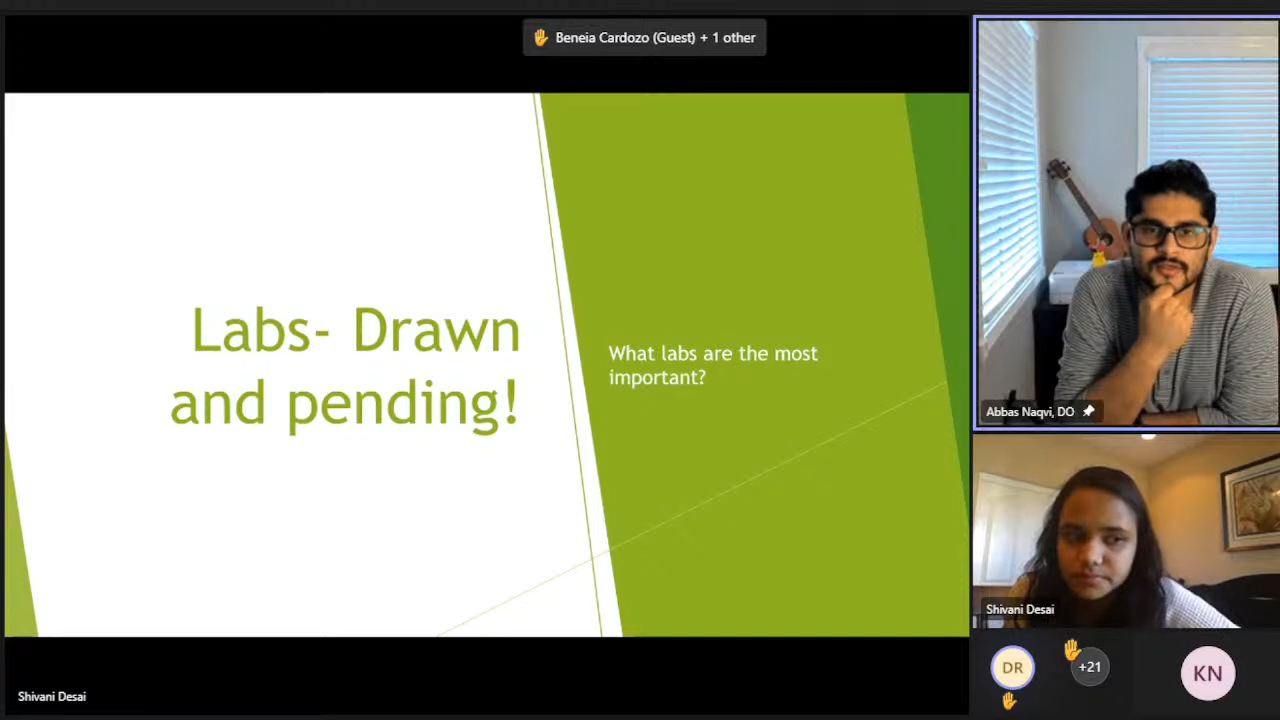 Beneia Cardozo (Guest) + 1 other
Labs- Drawn
and pending!
What labs are the most
important?
Abbas Naqvi, DO
Shivani Desai
DR
+21
KN
Shivani Desai